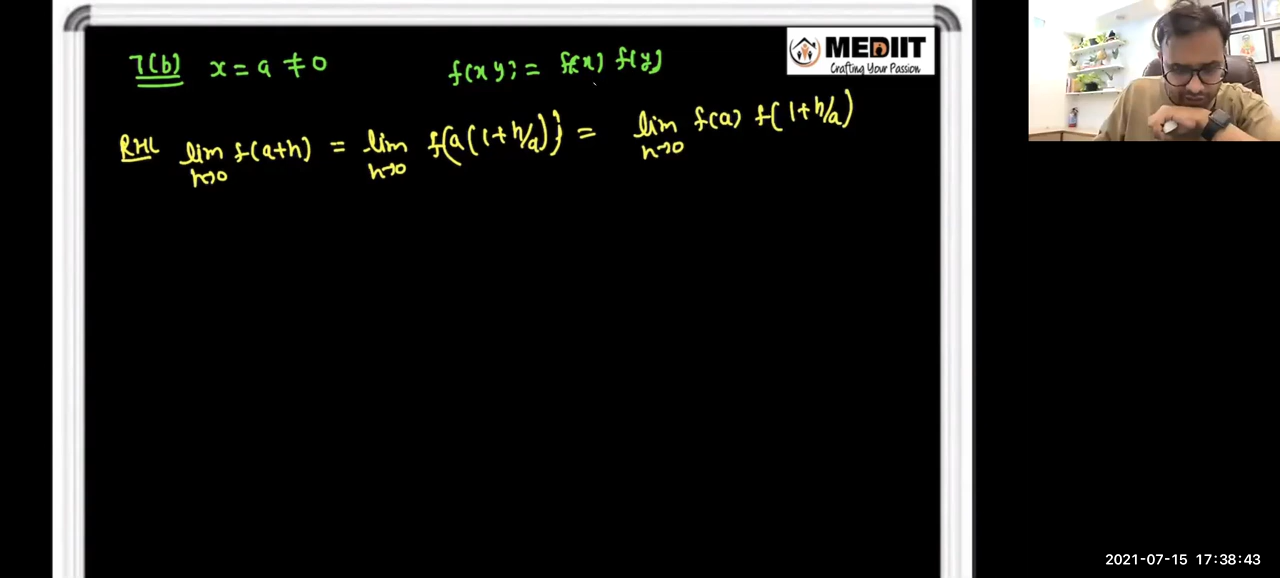 7(b) x = a ≠ 0 f(xy) = f(x) f(y)
MEDIIT
Crafting Your Passion
RHL lim h→0 f(a+h) = lim h→0 f(a(1+h/a)) = lim h→0 f(a) f(1+h/a)
2021-07-15 17:38:43